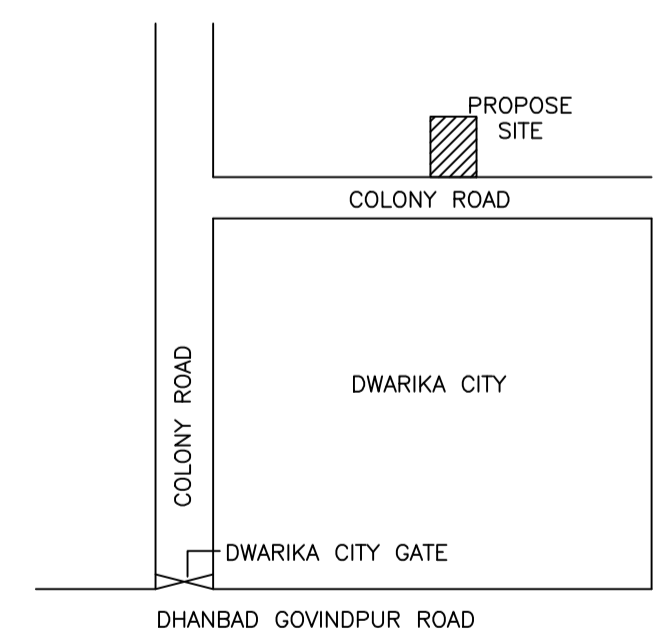 PROPOSE
SITE
COLONY ROAD
DWARIKA CITY
COLONY ROAD
DWARIKA CITY GATE
DHANBAD GOVINDPUR ROAD